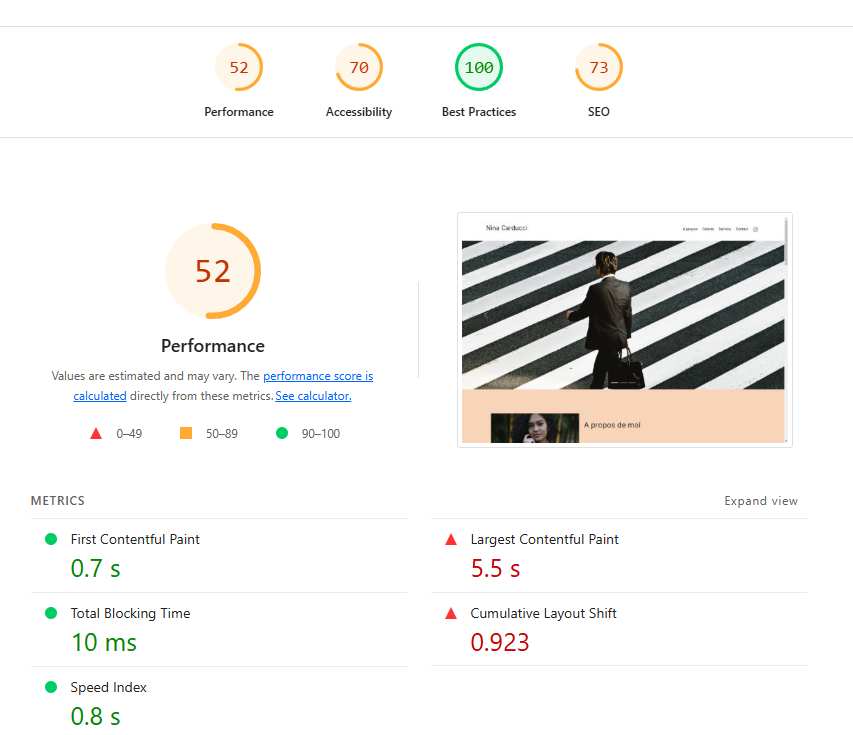 52
70
100
73
Performance
Accessibility
Best Practices
SEO
52
Performance
Values are estimated and may vary. The performance score is
calculated directly from these metrics. See calculator.
0–49
50–89
90–100
Nina Carducci
A propos
Galerie
Services
Contact
A propos de moi
METRICS
Expand view
First Contentful Paint
0.7 s
Largest Contentful Paint
5.5 s
Total Blocking Time
10 ms
Cumulative Layout Shift
0.923
Speed Index
0.8 s